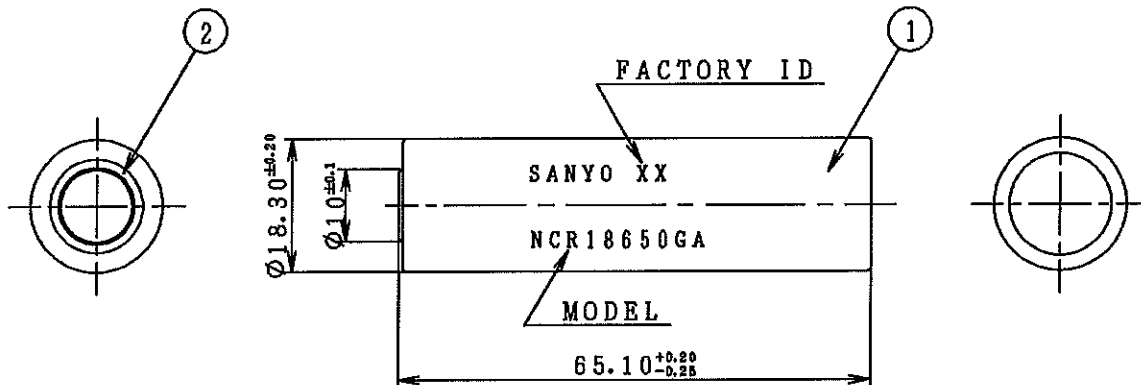 2
1
FACTORY ID
SANYO XX
NCR18650GA
MODEL
Ø18.30±0.20
Ø10±0.1
65.10+0.20 -0.25